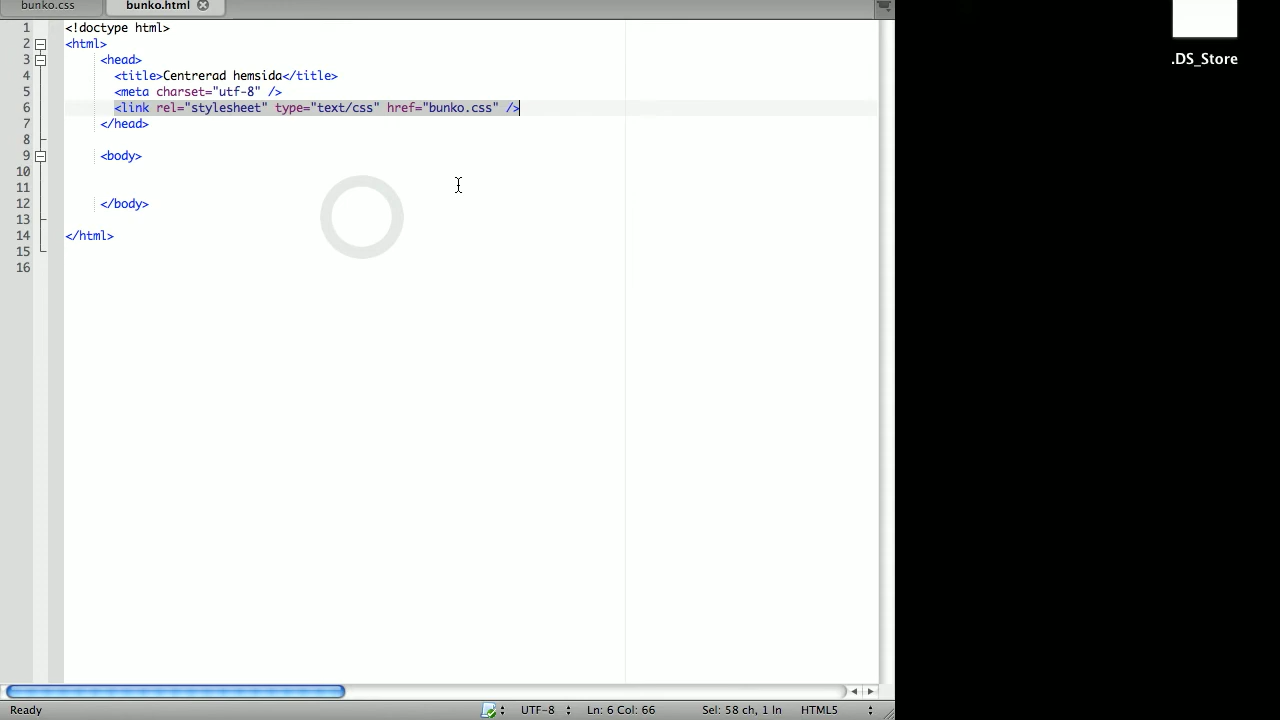 bunko.css
bunko.html
.DS_Store
1 <!doctype html>
2 <html>
3 <head>
4 <title>Centrerad hemsida</title>
5 <meta charset="utf-8" />
6 <link rel="stylesheet" type="text/css" href="bunko.css" />
7 </head>
8
9 <body>
10
11
12 </body>
13
14 </html>
15
16
Ready
UTF-8
Ln: 6 Col: 66
Sel: 58 ch, 1 ln
HTML5